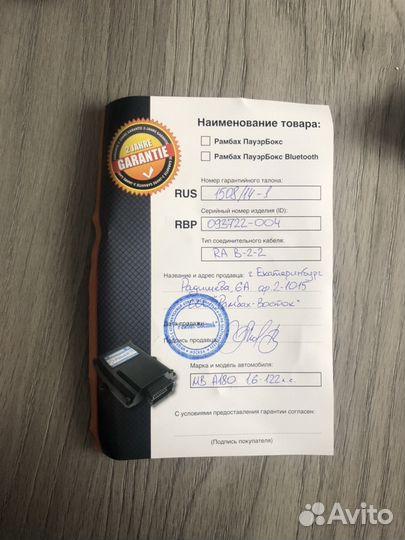 2 JAHRE
GARANTIE
Наименование товара:
Рамбах ПауэрБокс
Рамбах ПауэрБокс Bluetooth
Номер гарантийного талона:
RUS 1508/14-1
Серийный номер изделия (ID):
RBP 093722-004
Тип соединительного кабеля:
RA B-2-2
Название и адрес продавца: г. Екатеринбург
Радищева, 6А оф. 2-1015
ООО "Рамбах-Восток"
Дата продажи
Подпись продавца
Марка и модель автомобиля:
MB A180 1.6-122 л.с.
С условиями предоставления гарантии согласен:
(Подпись покупателя)
Avito